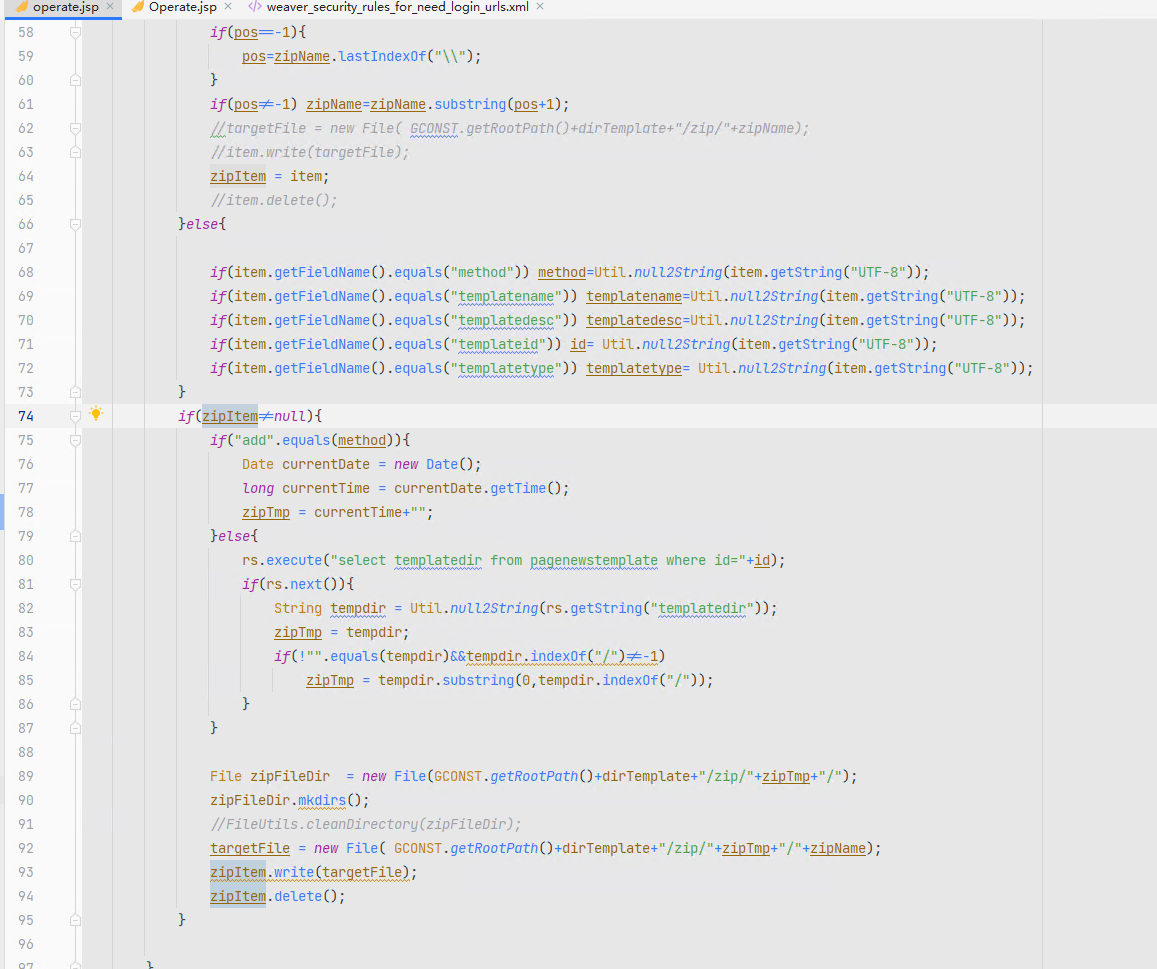 operate.jsp × Operate.jsp × </> weaver_security_rules_for_need_login_urls.xml ×
58 if(pos==-1){
59 pos=zipName.lastIndexOf("\\");
60 }
61 if(pos≠-1) zipName=zipName.substring(pos+1);
62 //targetFile = new File( GCONST.getRootPath()+dirTemplate+"/zip/"+zipName);
63 //item.write(targetFile);
64 zipItem = item;
65 //item.delete();
66 }else{
67
68 if(item.getFieldName().equals("method")) method=Util.null2String(item.getString("UTF-8"));
69 if(item.getFieldName().equals("templatename")) templatename=Util.null2String(item.getString("UTF-8"));
70 if(item.getFieldName().equals("templatedesc")) templatedesc=Util.null2String(item.getString("UTF-8"));
71 if(item.getFieldName().equals("templateid")) id= Util.null2String(item.getString("UTF-8"));
72 if(item.getFieldName().equals("templatetype")) templatetype= Util.null2String(item.getString("UTF-8"));
73 }
74 if(zipItem≠null){
75 if("add".equals(method)){
76 Date currentDate = new Date();
77 long currentTime = currentDate.getTime();
78 zipTmp = currentTime+"";
79 }else{
80 rs.execute("select templatedir from pagenewstemplate where id="+id);
81 if(rs.next()){
82 String tempdir = Util.null2String(rs.getString("templatedir"));
83 zipTmp = tempdir;
84 if(!"".equals(tempdir)&&tempdir.indexOf("/")≠-1)
85 zipTmp = tempdir.substring(0,tempdir.indexOf("/"));
86 }
87 }
88
89 File zipFileDir = new File(GCONST.getRootPath()+dirTemplate+"/zip/"+zipTmp+"/");
90 zipFileDir.mkdirs();
91 //FileUtils.cleanDirectory(zipFileDir);
92 targetFile = new File( GCONST.getRootPath()+dirTemplate+"/zip/"+zipTmp+"/"+zipName);
93 zipItem.write(targetFile);
94 zipItem.delete();
95 }
96
97 }